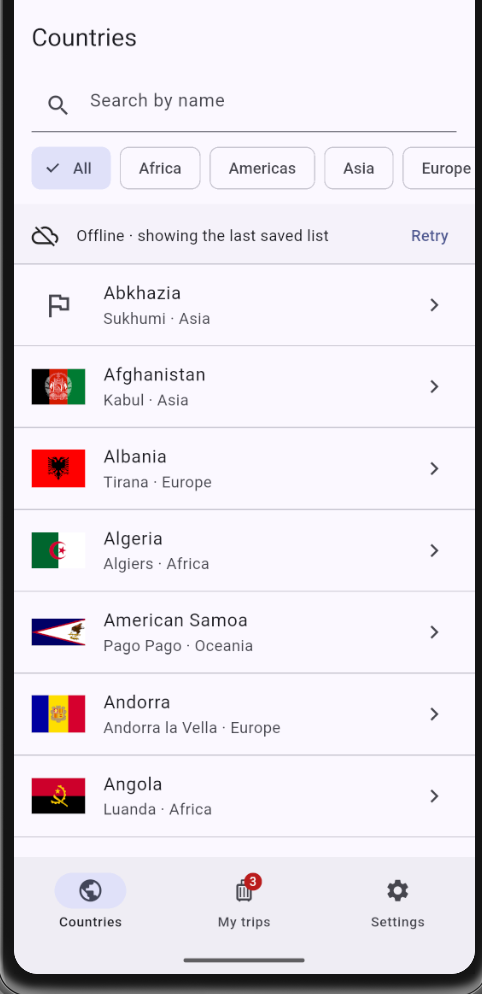 Countries
Search by name
All
Africa
Americas
Asia
Europe
Offline · showing the last saved list
Retry
Abkhazia
Sukhumi · Asia
Afghanistan
Kabul · Asia
Albania
Tirana · Europe
Algeria
Algiers · Africa
American Samoa
Pago Pago · Oceania
Andorra
Andorra la Vella · Europe
Angola
Luanda · Africa
3
Countries
My trips
Settings